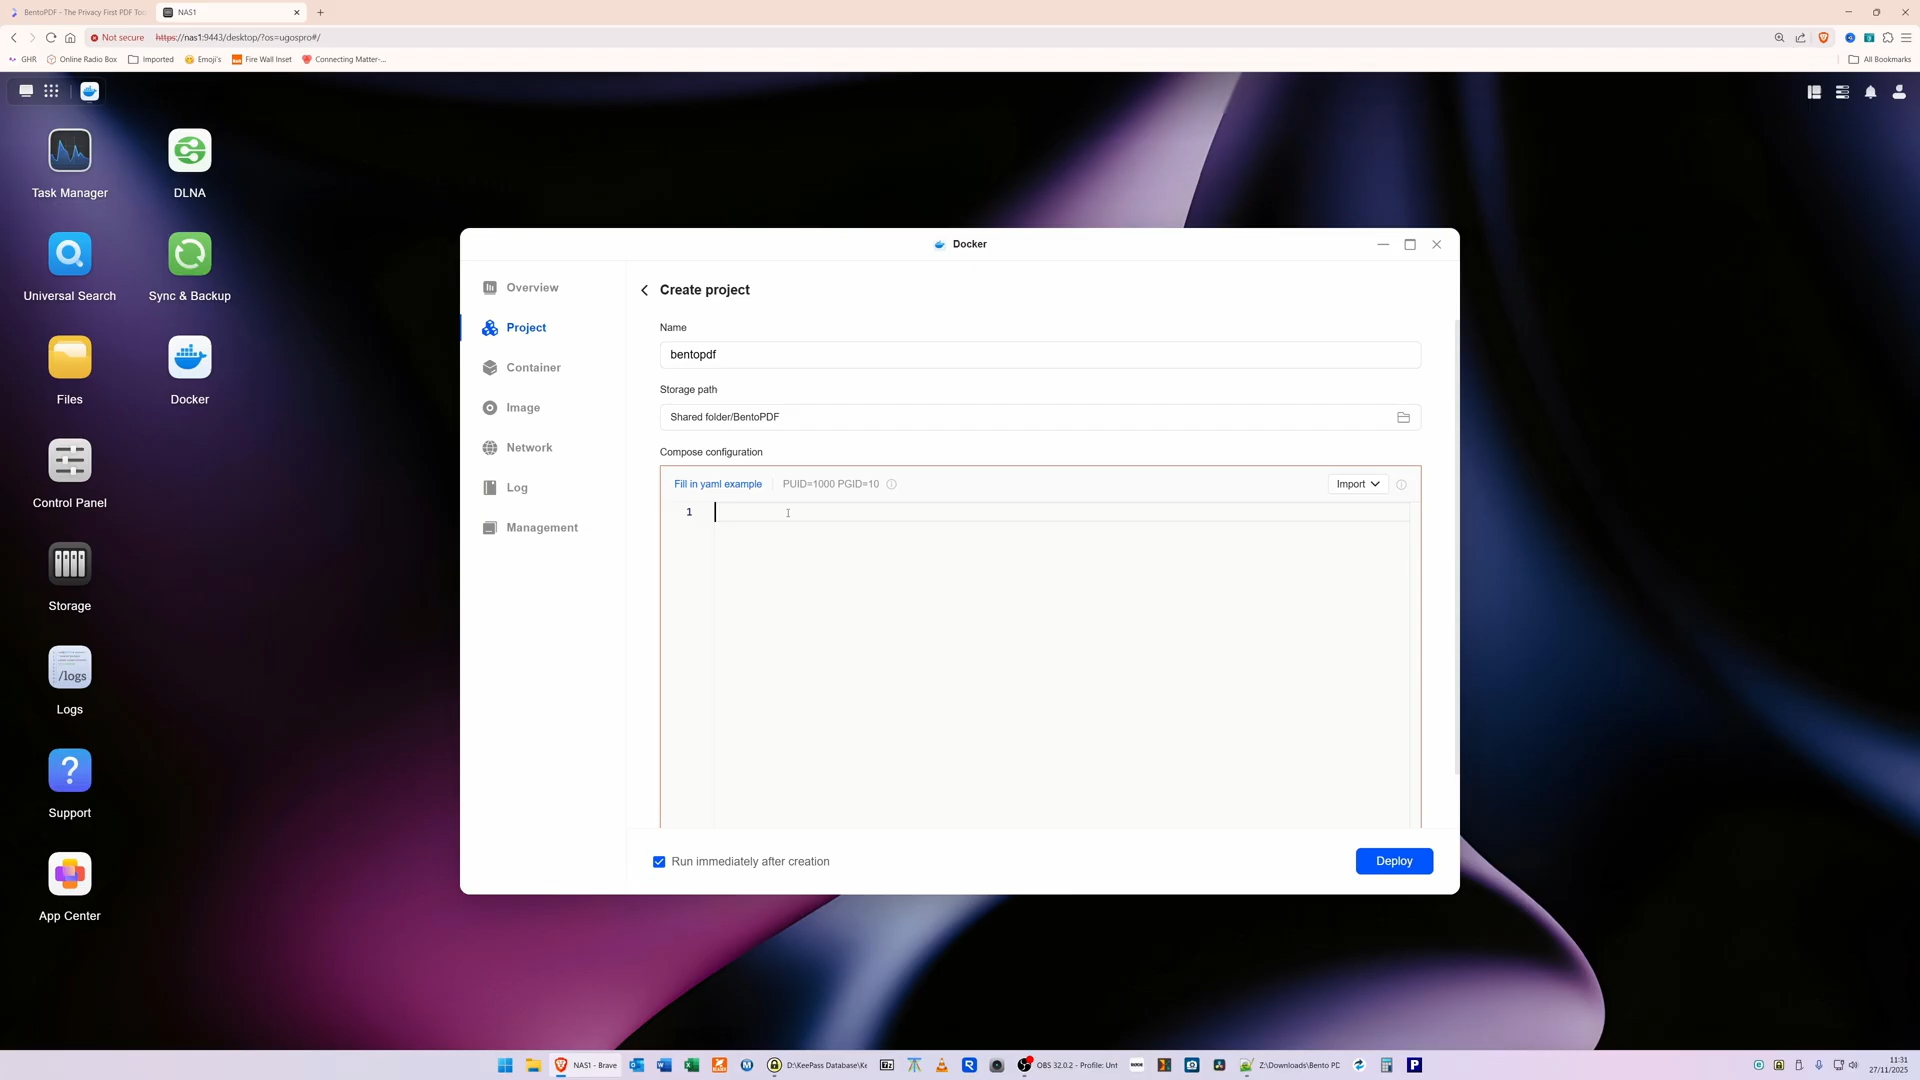 BentoPDF - The Privacy First PDF Too
NAS1
Not secure
https://nas1:9443/desktop/?os=ugospro#/
GHR
Online Radio Box
Imported
Emoji's
Fire Wall Inset
Connecting Matter-...
All Bookmarks
Task Manager
DLNA
Universal Search
Sync & Backup
Files
Docker
Control Panel
Storage
/logs
Logs
Support
App Center
Docker
Overview
Project
Container
Image
Network
Log
Management
Create project
Name
bentopdf
Storage path
Shared folder/BentoPDF
Compose configuration
Fill in yaml example
PUID=1000 PGID=10
Import
1
Run immediately after creation
Deploy
NAS1 - Brave
D:\KeePass Database\Ke
OBS 32.0.2 - Profile: Unt
Z:\Downloads\Bento PD
11:31
27/11/2025